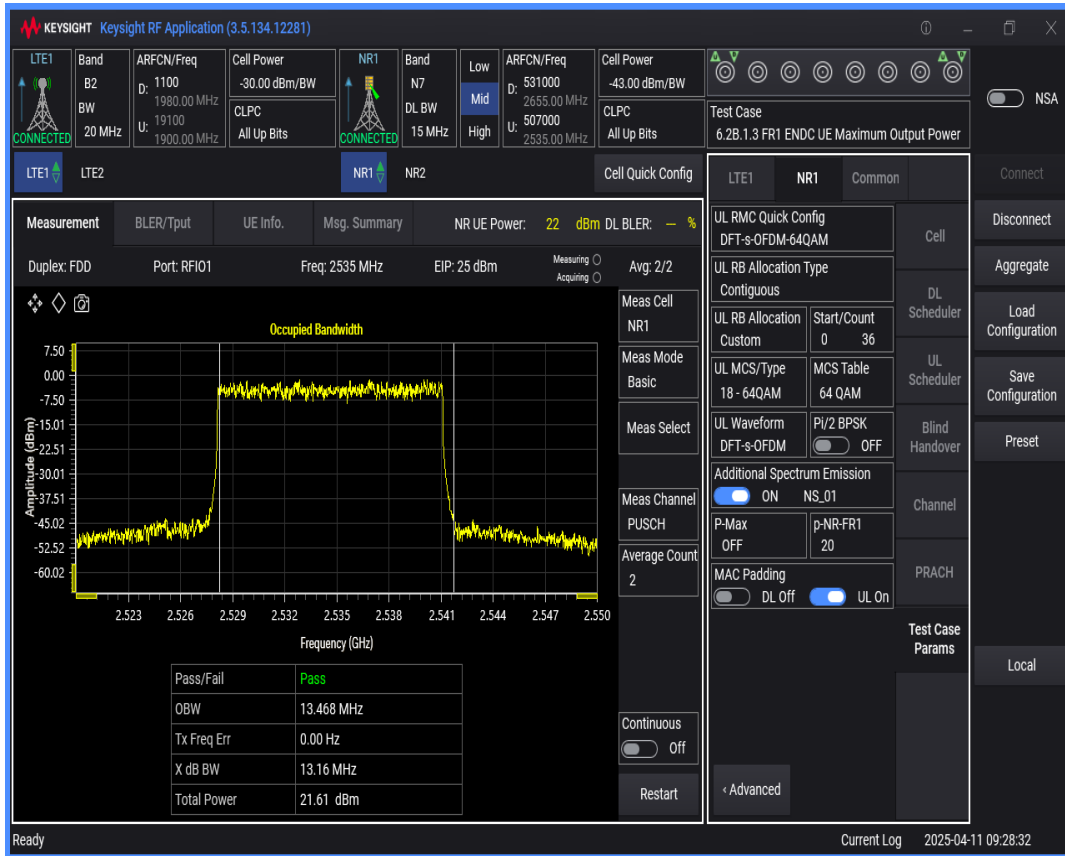 KEYSIGHT Keysight RF Application (3.5.134.12281)
LTE1
CONNECTED
Band
B2
BW
20 MHz
ARFCN/Freq
D: 1100
1980.00 MHz
U: 19100
1900.00 MHz
Cell Power
-30.00 dBm/BW
CLPC
All Up Bits
NR1
CONNECTED
Band
N7
DL BW
15 MHz
Low
Mid
High
ARFCN/Freq
D: 531000
2655.00 MHz
U: 507000
2535.00 MHz
Cell Power
-43.00 dBm/BW
CLPC
All Up Bits
Test Case
6.2B.1.3 FR1 ENDC UE Maximum Output Power
NSA
LTE1 LTE2 NR1 NR2 Cell Quick Config
Measurement BLER/Tput UE Info. Msg. Summary NR UE Power: 22 dBm DL BLER: --- %
Duplex: FDD Port: RFIO1 Freq: 2535 MHz EIP: 25 dBm Measuring Acquiring Avg: 2/2
Occupied Bandwidth
7.50
0.00
-7.50
-15.01
-22.51
-30.01
-37.51
-45.02
-52.52
-60.02
Amplitude (dBm)
2.523 2.526 2.529 2.532 2.535 2.538 2.541 2.544 2.547 2.550
Frequency (GHz)
Pass/Fail Pass
OBW 13.468 MHz
Tx Freq Err 0.00 Hz
X dB BW 13.16 MHz
Total Power 21.61 dBm
Meas Cell
NR1
Meas Mode
Basic
Meas Select
Meas Channel
PUSCH
Average Count
2
Continuous
Off
Restart
LTE1 NR1 Common
UL RMC Quick Config
DFT-s-OFDM-64QAM
UL RB Allocation Type
Contiguous
UL RB Allocation
Custom
Start/Count
0 36
UL MCS/Type
18 - 64QAM
MCS Table
64 QAM
UL Waveform
DFT-s-OFDM
Pi/2 BPSK
OFF
Additional Spectrum Emission
ON NS_01
P-Max
OFF
p-NR-FR1
20
MAC Padding
DL Off UL On
‹ Advanced
Cell
DL
Scheduler
UL
Scheduler
Blind
Handover
Channel
PRACH
Test Case
Params
Connect
Disconnect
Aggregate
Load
Configuration
Save
Configuration
Preset
Local
Ready Current Log 2025-04-11 09:28:32